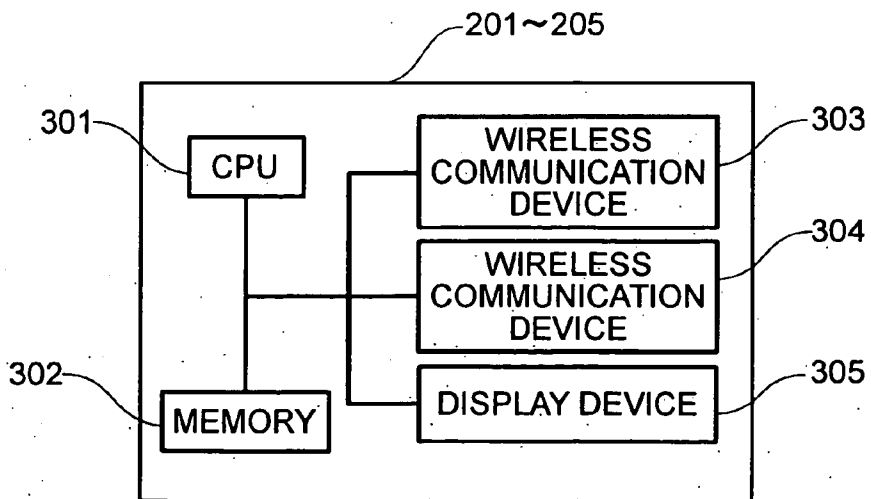 201~205
301
CPU
WIRELESS
COMMUNICATION
DEVICE
303
WIRELESS
COMMUNICATION
DEVICE
304
302
MEMORY
DISPLAY DEVICE
305